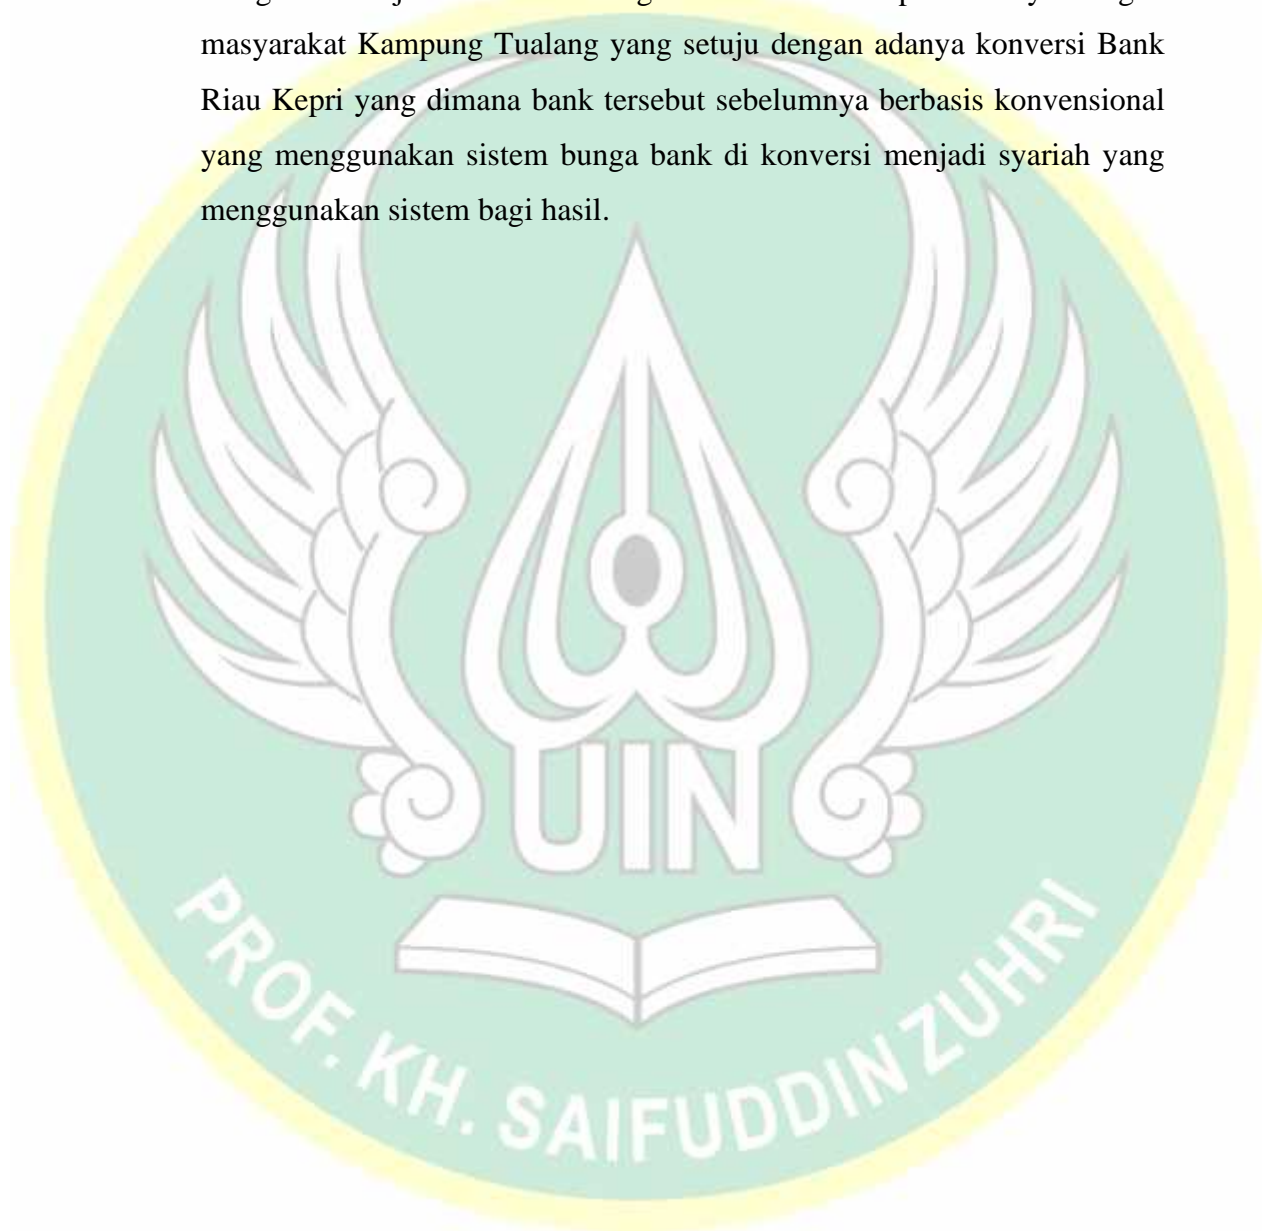 masyarakat Kampung Tualang yang setuju dengan adanya konversi Bank
Riau Kepri yang dimana bank tersebut sebelumnya berbasis konvensional
yang menggunakan sistem bunga bank di konversi menjadi syariah yang
menggunakan sistem bagi hasil.
UIN
PROF. KH. SAIFUDDIN ZUHRI